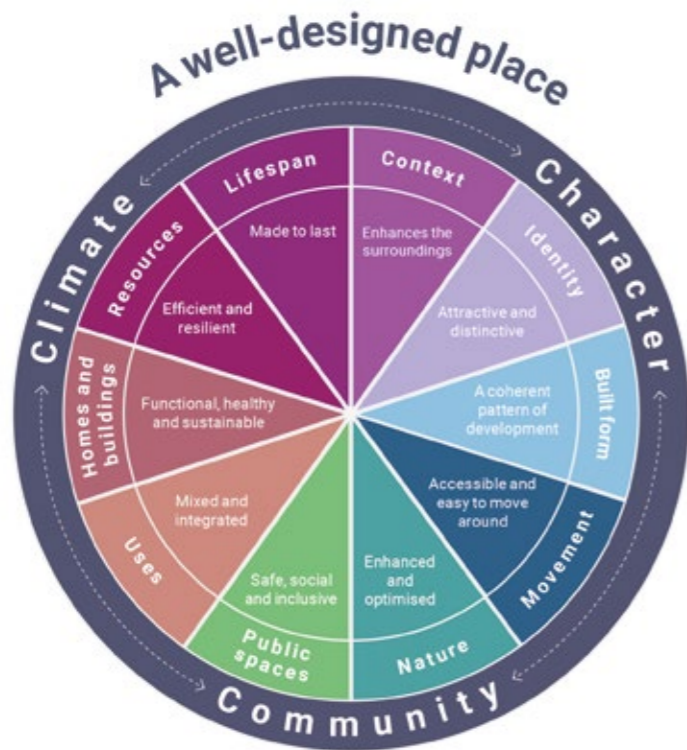 A well-designed place
Climate
Character
Community
Context
Enhances the
surroundings
Identity
Attractive and
distinctive
Built form
A coherent
pattern of
development
Movement
Accessible and
easy to move
around
Nature
Enhanced
and
optimised
Public
spaces
Safe, social
and inclusive
Uses
Mixed and
integrated
Homes and
buildings
Functional, healthy
and sustainable
Resources
Efficient and
resilient
Lifespan
Made to last